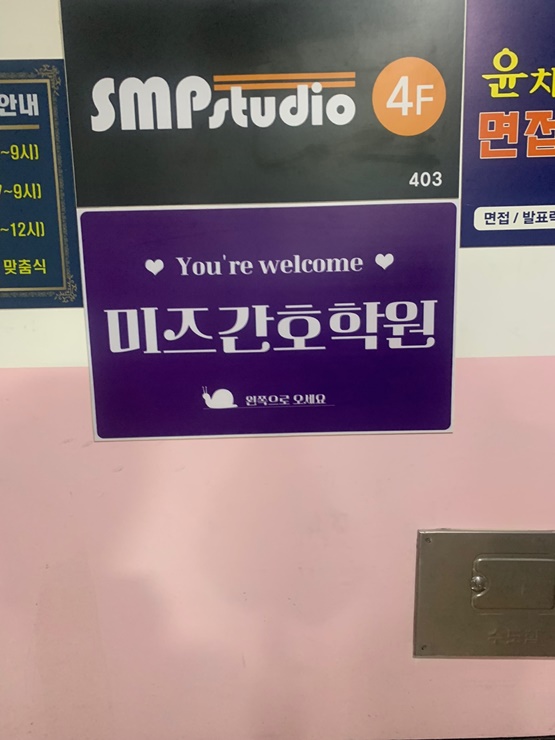 안내
~9시)
~9시)
~12시)
맞춤식
SMPstudio
4F
403
You're welcome
미즈간호학원
왼쪽으로 오세요
윤차
면접
면접 / 발표력